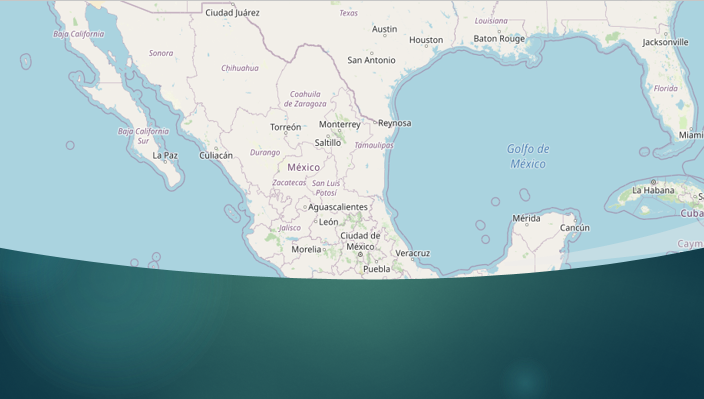 Ciudad Juárez
Texas
Louisiana
Baja California
Austin
Houston
Baton Rouge
Jacksonville
Sonora
San Antonio
Chihuahua
Florida
Coahuila
de Zaragoza
Torreón
Monterrey
Reynosa
Baja California
Sur
Saltillo
Tamaulipas
Miami
La Paz
Culiacán
Durango
Golfo de
México
México
Zacatecas
San Luis
Potosí
La Habana
Aguascalientes
Cuba
León
Mérida
Jalisco
Cancún
Ciudad de
México
Morelia
Veracruz
Puebla